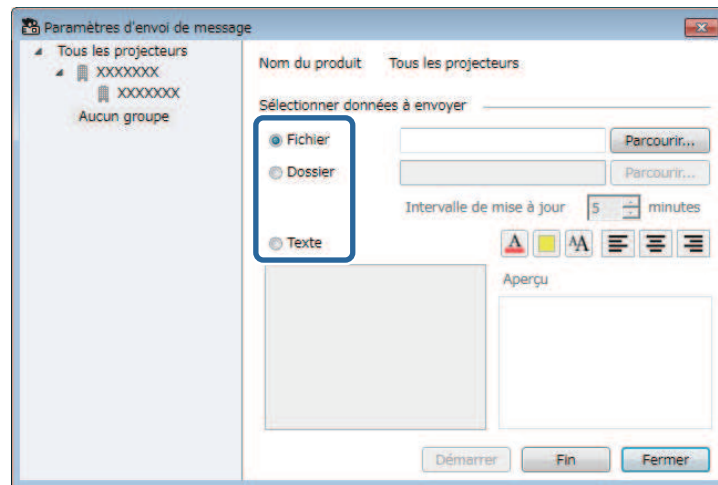 Paramètres d'envoi de message
Tous les projecteurs
XXXXXXX
XXXXXXX
Aucun groupe
Nom du produit Tous les projecteurs
Sélectionner données à envoyer
Fichier Parcourir...
Dossier Parcourir...
Intervalle de mise à jour 5 minutes
Texte A A A
Aperçu
Démarrer Fin Fermer